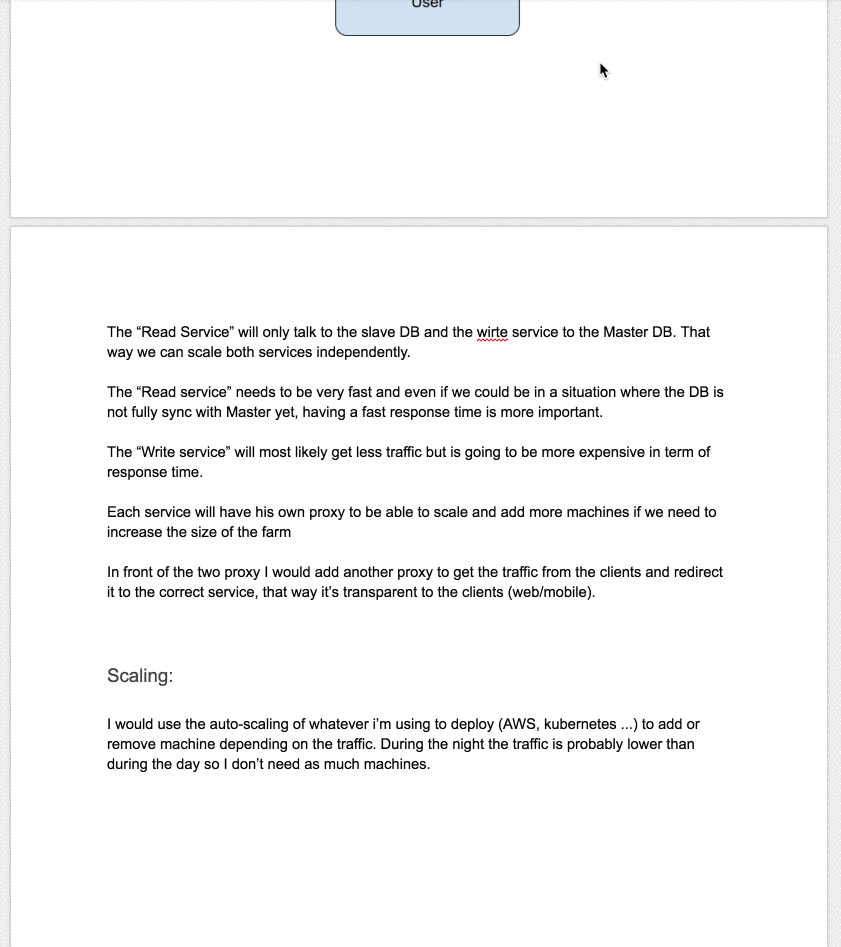 User
The “Read Service” will only talk to the slave DB and the wirte service to the Master DB. That
way we can scale both services independently.
The “Read service” needs to be very fast and even if we could be in a situation where the DB is
not fully sync with Master yet, having a fast response time is more important.
The “Write service” will most likely get less traffic but is going to be more expensive in term of
response time.
Each service will have his own proxy to be able to scale and add more machines if we need to
increase the size of the farm
In front of the two proxy I would add another proxy to get the traffic from the clients and redirect
it to the correct service, that way it’s transparent to the clients (web/mobile).
Scaling:
I would use the auto-scaling of whatever i’m using to deploy (AWS, kubernetes ...) to add or
remove machine depending on the traffic. During the night the traffic is probably lower than
during the day so I don’t need as much machines.